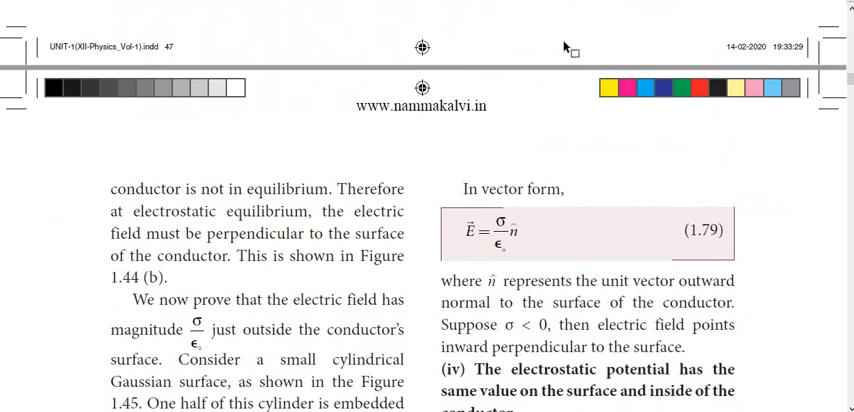 UNIT-1(XII-Physics_Vol-1).indd 47
14-02-2020 19:33:29
www.nammakalvi.in
conductor is not in equilibrium. Therefore
at electrostatic equilibrium, the electric
field must be perpendicular to the surface
of the conductor. This is shown in Figure
1.44 (b).
We now prove that the electric field has
magnitude σ/ϵ₀ just outside the conductor's
surface. Consider a small cylindrical
Gaussian surface, as shown in the Figure
1.45. One half of this cylinder is embedded
In vector form,
E⃗ = σ/ϵ₀ n̂ (1.79)
where n̂ represents the unit vector outward
normal to the surface of the conductor.
Suppose σ < 0, then electric field points
inward perpendicular to the surface.
(iv) The electrostatic potential has the
same value on the surface and inside of the
conductor